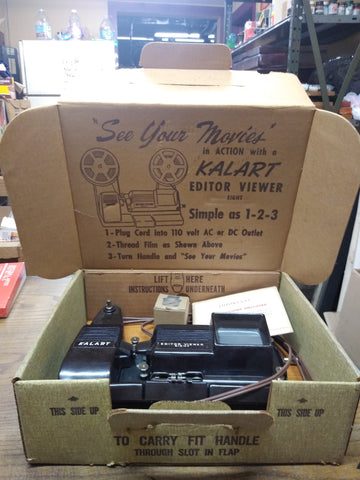 "See Your Movies"
in ACTION with a
KALART
EDITOR VIEWER
EIGHT
Simple as 1-2-3
1-Plug Cord into 110 volt AC or DC Outlet
2-Thread Film as Shown Above
3-Turn Handle and "See Your Movies"
LIFT HERE
INSTRUCTIONS UNDERNEATH
KALART
EDITOR VIEWER
THIS SIDE UP
THIS SIDE UP
TO CARRY FIT HANDLE
THROUGH SLOT IN FLAP